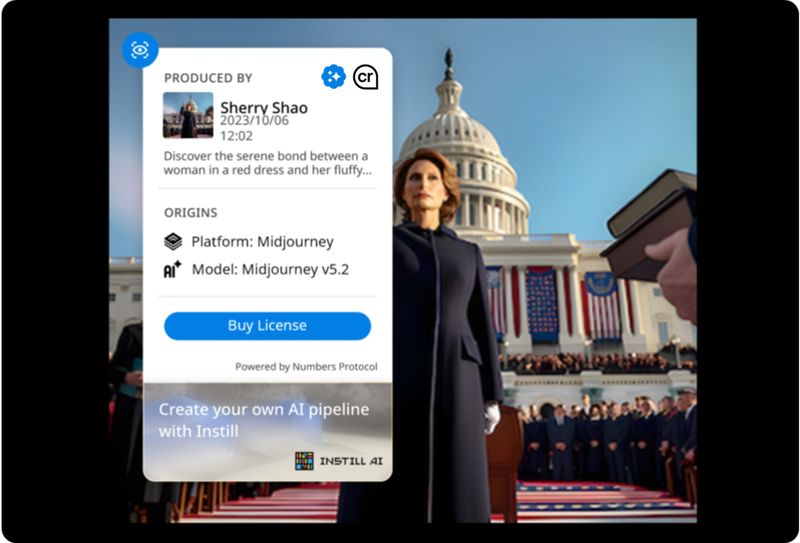 PRODUCED BY
cr
Sherry Shao
2023/10/06
12:02
Discover the serene bond between a
woman in a red dress and her fluffy...
ORIGINS
Platform: Midjourney
AI Model: Midjourney v5.2
Buy License
Powered by Numbers Protocol
Create your own AI pipeline
with Instill
INSTILL AI